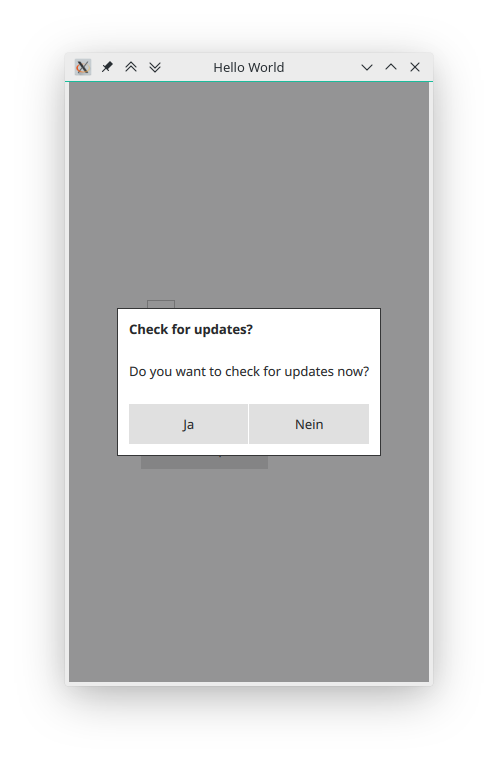 Hello World
Check for updates?
Do you want to check for updates now?
Ja
Nein